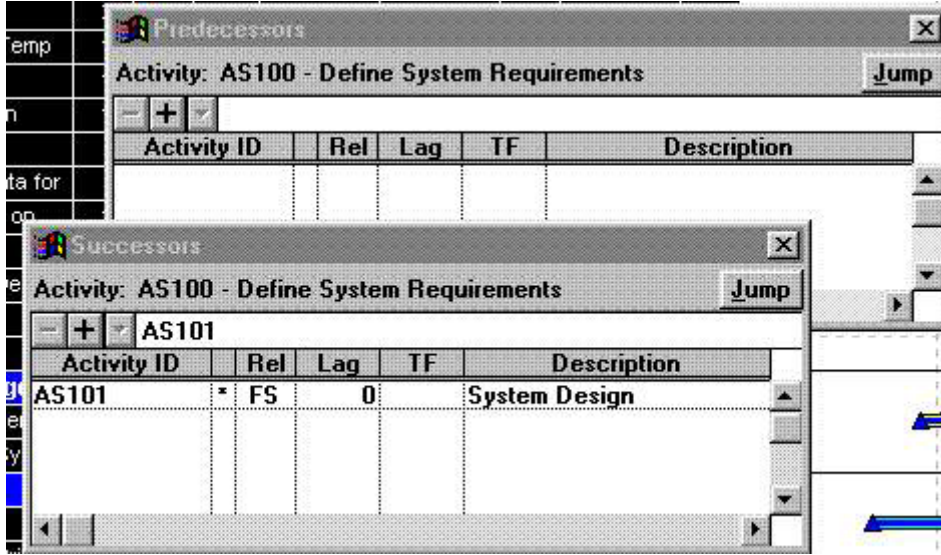 Predecessors
Temp
Activity: AS100 - Define System Requirements
Jump
Activity ID Rel Lag TF Description
ta for
op
Successors
Activity: AS100 - Define System Requirements
Jump
AS101
Activity ID Rel Lag TF Description
AS101 * FS 0 System Design